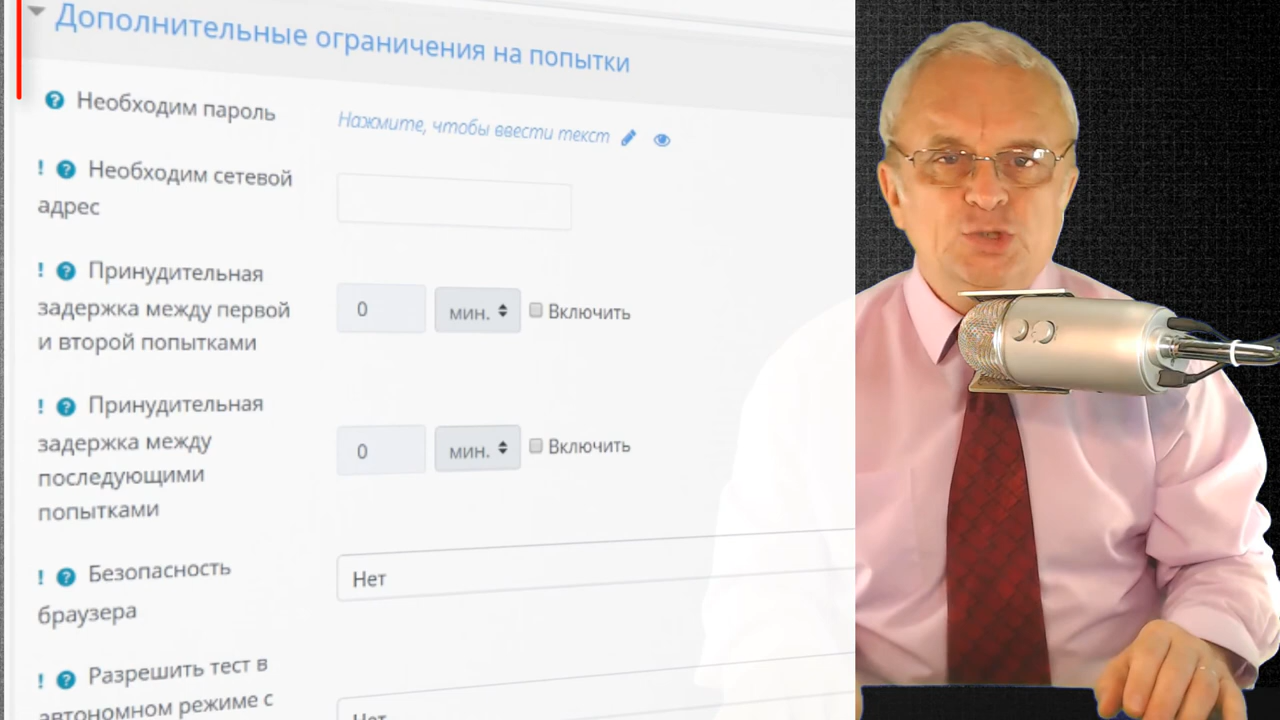 Дополнительные ограничения на попытки
? Необходим пароль
Нажмите, чтобы ввести текст
! ? Необходим сетевой
адрес
! ? Принудительная
задержка между первой
и второй попытками
0 мин. Включить
! ? Принудительная
задержка между
последующими
попытками
0 мин. Включить
! ? Безопасность
браузера
Нет
! ? Разрешить тест в
автономном режиме с
Нет